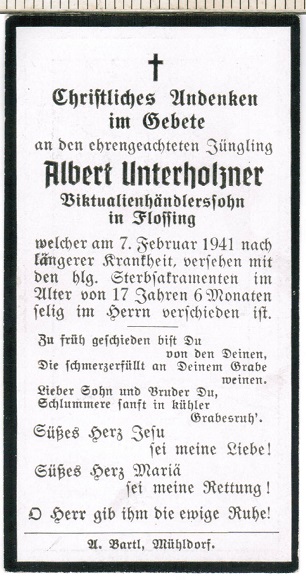 Christliches Andenken
im Gebete
an den ehrengeachteten Jüngling
Albert Unterholzner
Viktualienhändlerssohn
in Flossing
welcher am 7. Februar 1941 nach
längerer Krankheit, versehen mit
den hlg. Sterbsakramenten im
Alter von 17 Jahren 6 Monaten
selig im Herrn verschieden ist.
Zu früh geschieden bist Du
von den Deinen,
Die schmerzerfüllt an Deinem Grabe
weinen.
Lieber Sohn und Bruder Du,
Schlummere sanft in kühler
Grabesruh'.
Süßes Herz Jesu
sei meine Liebe!
Süßes Herz Mariä
sei meine Rettung!
O Herr gib ihm die ewige Ruhe!
A. Bartl, Mühldorf.